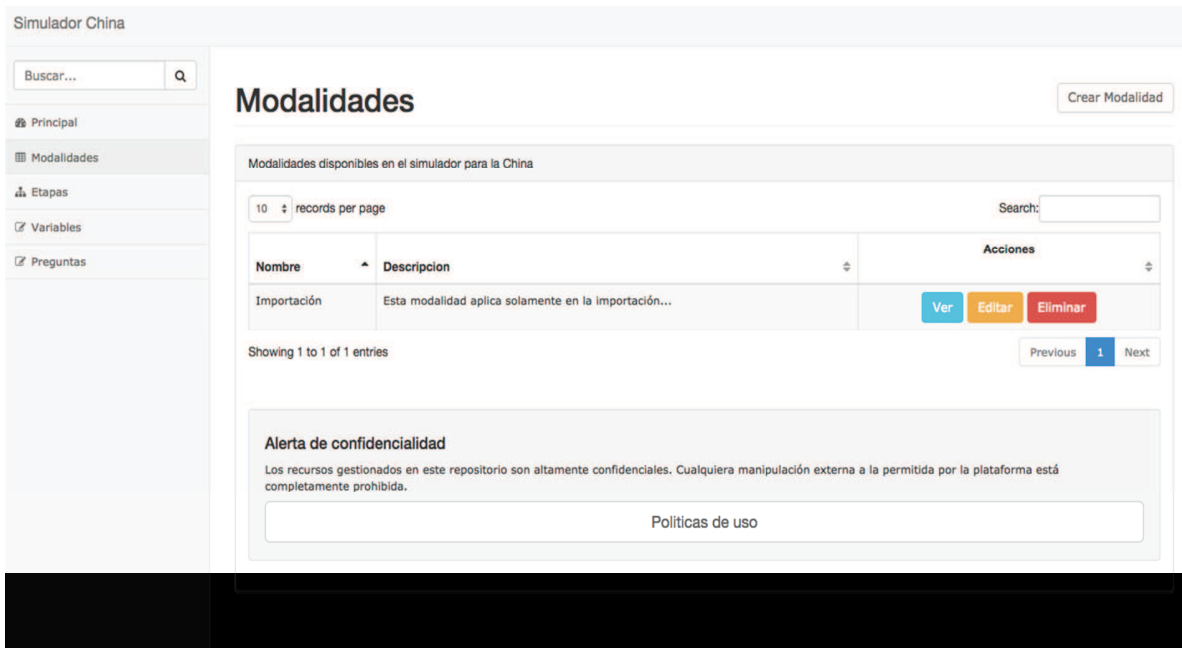 Simulador China
Buscar...
Principal
Modalidades
Etapas
Variables
Preguntas
Modalidades
Crear Modalidad
Modalidades disponibles en el simulador para la China
10 records per page
Search:
Nombre Descripcion Acciones
Importación Esta modalidad aplica solamente en la importación... Ver Editar Eliminar
Showing 1 to 1 of 1 entries
Previous 1 Next
Alerta de confidencialidad
Los recursos gestionados en este repositorio son altamente confidenciales. Cualquiera manipulación externa a la permitida por la plataforma está
completamente prohibida.
Politicas de uso